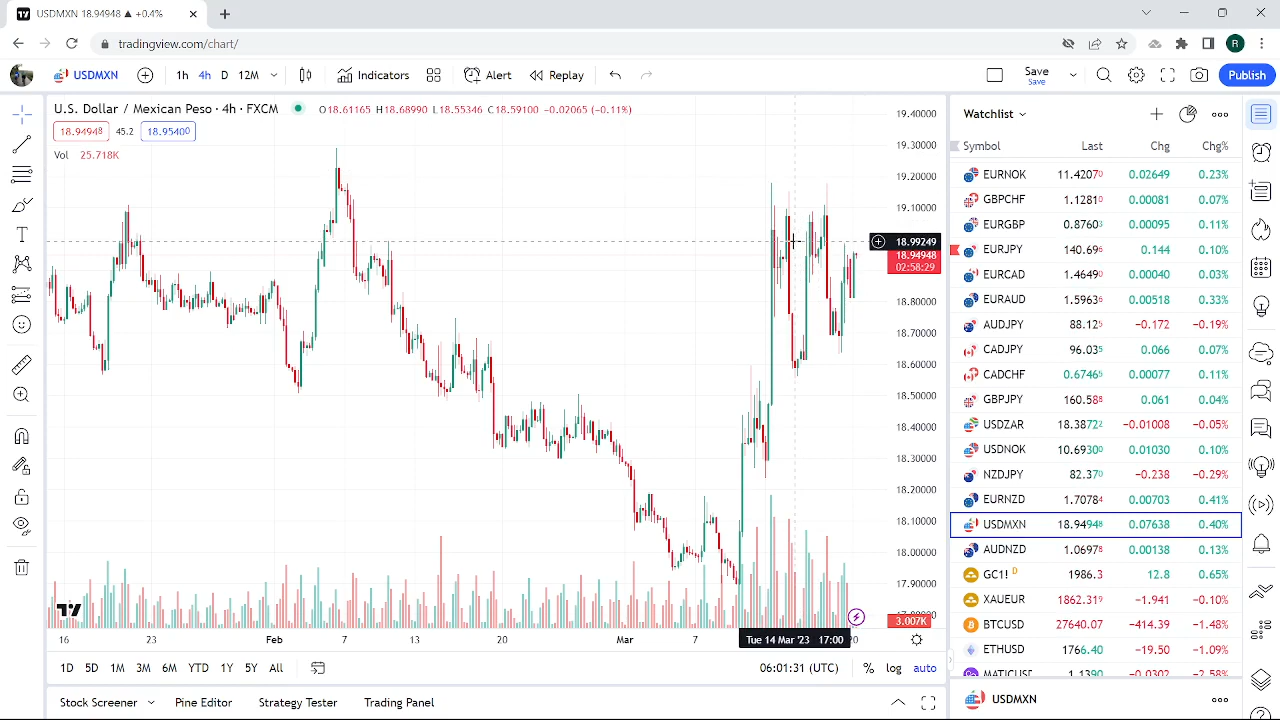 USDMXN 18.94948 ▲ +0.4%
tradingview.com/chart/
R
USDMXN 1h 4h D 12M Indicators Alert Replay Save Save Publish
U.S. Dollar / Mexican Peso · 4h · FXCM O18.61165 H18.68990 L18.55346 C18.59100 −0.02065 (−0.11%)
18.94948 45.2 18.95400
Vol 25.718K
19.40000
19.30000
19.20000
19.10000
18.99249
18.94948
02:58:29
18.80000
18.70000
18.60000
18.50000
18.40000
18.30000
18.20000
18.10000
18.00000
17.90000
3.007K
16 23 Feb 7 13 20 Mar 7 Tue 14 Mar '23 17:00
1D 5D 1M 3M 6M YTD 1Y 5Y All 06:01:31 (UTC) % log auto
Stock Screener Pine Editor Strategy Tester Trading Panel
Watchlist
Symbol Last Chg Chg%
EURNOK 11.42070 0.02649 0.23%
GBPCHF 1.12810 0.00081 0.07%
EURGBP 0.87603 0.00095 0.11%
EURJPY 140.696 0.144 0.10%
EURCAD 1.46490 0.00040 0.03%
EURAUD 1.59636 0.00518 0.33%
AUDJPY 88.125 −0.172 −0.19%
CADJPY 96.035 0.066 0.07%
CADCHF 0.67465 0.00077 0.11%
GBPJPY 160.588 0.061 0.04%
USDZAR 18.38722 −0.01008 −0.05%
USDNOK 10.69300 0.01030 0.10%
NZDJPY 82.370 −0.238 −0.29%
EURNZD 1.70784 0.00703 0.41%
USDMXN 18.94948 0.07638 0.40%
AUDNZD 1.06978 0.00138 0.13%
GC1! D 1986.3 12.8 0.65%
XAUEUR 1862.319 −1.941 −0.10%
BTCUSD 27640.07 −414.39 −1.48%
ETHUSD 1766.40 −19.50 −1.09%
MATICUSD 1.1390 −0.0302 −2.58%
USDMXN